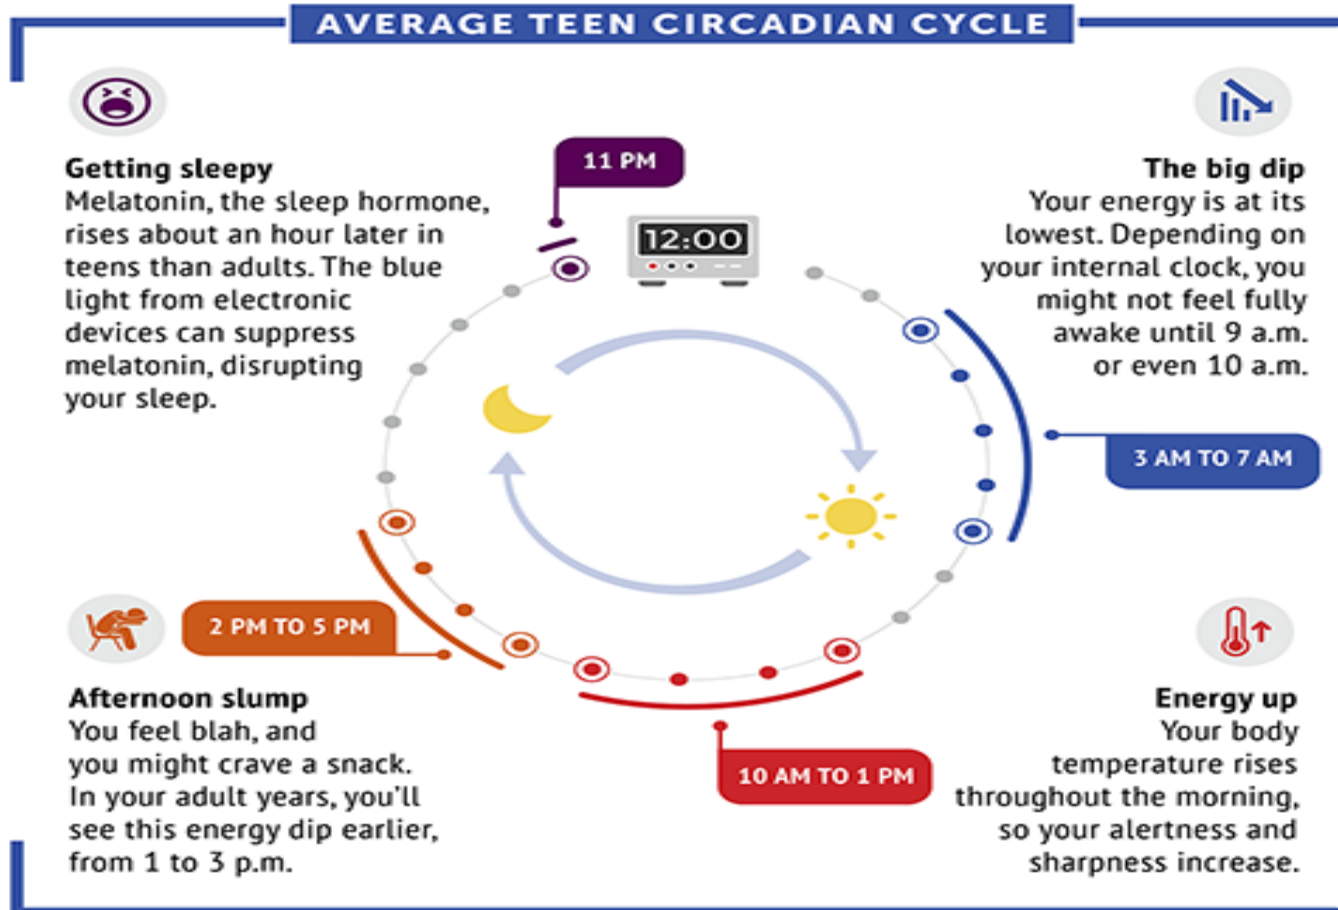 AVERAGE TEEN CIRCADIAN CYCLE
Getting sleepy
Melatonin, the sleep hormone,
rises about an hour later in
teens than adults. The blue
light from electronic
devices can suppress
melatonin, disrupting
your sleep.
11 PM
12:00
The big dip
Your energy is at its
lowest. Depending on
your internal clock, you
might not feel fully
awake until 9 a.m.
or even 10 a.m.
3 AM TO 7 AM
2 PM TO 5 PM
Afternoon slump
You feel blah, and
you might crave a snack.
In your adult years, you'll
see this energy dip earlier,
from 1 to 3 p.m.
10 AM TO 1 PM
Energy up
Your body
temperature rises
throughout the morning,
so your alertness and
sharpness increase.